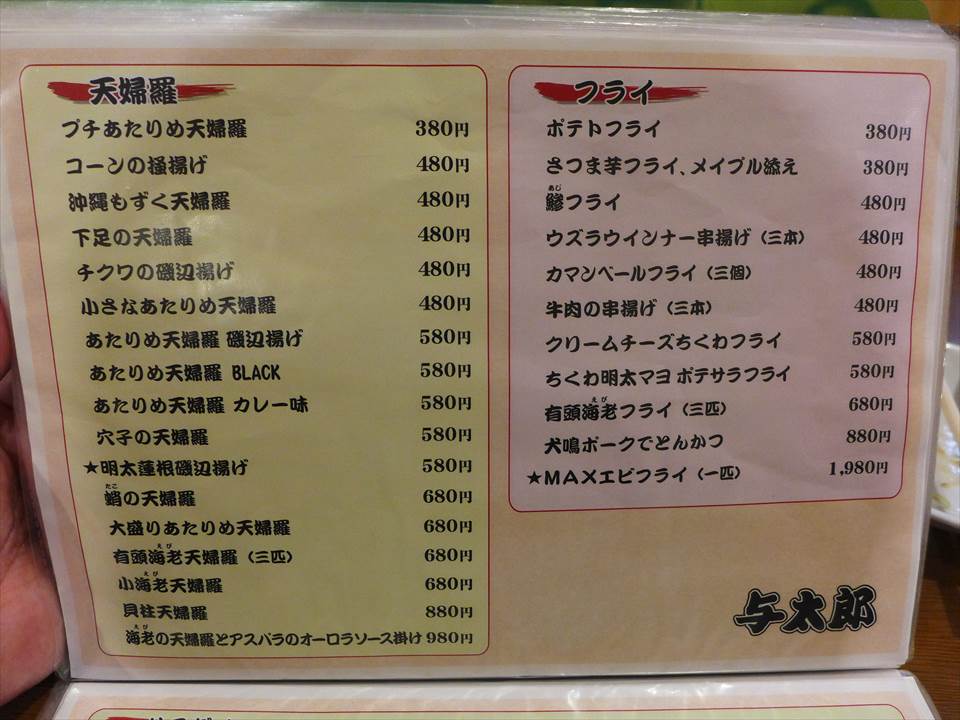 天婦羅
プチあたりめ天婦羅 380円
コーンの掻揚げ 480円
沖縄もずく天婦羅 480円
下足の天婦羅 480円
チクワの磯辺揚げ 480円
小さなあたりめ天婦羅 480円
あたりめ天婦羅 磯辺揚げ 580円
あたりめ天婦羅 BLACK 580円
あたりめ天婦羅 カレー味 580円
穴子の天婦羅 580円
★明太蓮根磯辺揚げ 580円
たこ
蛸の天婦羅 680円
大盛りあたりめ天婦羅 680円
えび
有頭海老天婦羅（三匹） 680円
えび
小海老天婦羅 680円
貝柱天婦羅 880円
えび
海老の天婦羅とアスパラのオーロラソース掛け 980円
フライ
ポテトフライ 380円
さつま芋フライ、メイプル添え 380円
あじ
鯵フライ 480円
ウズラウインナー串揚げ（三本） 480円
カマンベールフライ（三個） 480円
牛肉の串揚げ（三本） 480円
クリームチーズちくわフライ 580円
ちくわ明太マヨ ポテサラフライ 580円
えび
有頭海老フライ（三匹） 680円
犬鳴ポークでとんかつ 880円
★MAXエビフライ（一匹） 1,980円
与太郎